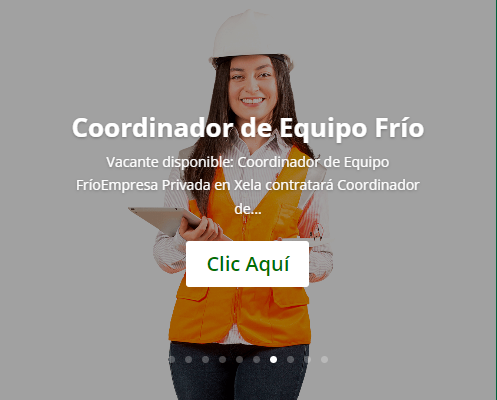 Coordinador de Equipo Frío
Vacante disponible: Coordinador de Equipo
FríoEmpresa Privada en Xela contratará Coordinador
de...
Clic Aquí